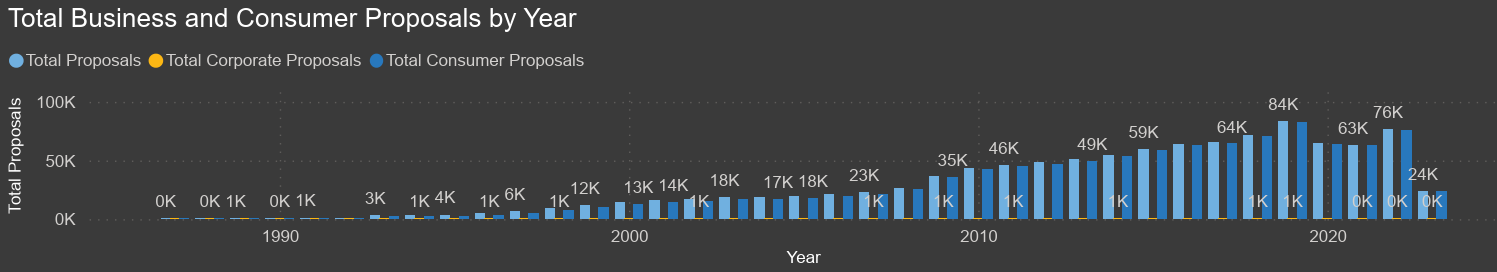 Total Business and Consumer Proposals by Year
Total Proposals Total Corporate Proposals Total Consumer Proposals
Total Proposals
100K
50K
0K
84K
76K
64K
63K
59K
49K
46K
35K
24K
23K
18K
17K
18K
14K
13K
12K
6K
4K
3K
0K 0K 1K 0K 1K 1K 1K 1K 1K 1K 1K 1K 1K 1K 1K 0K 0K 0K
1990 2000 2010 2020
Year